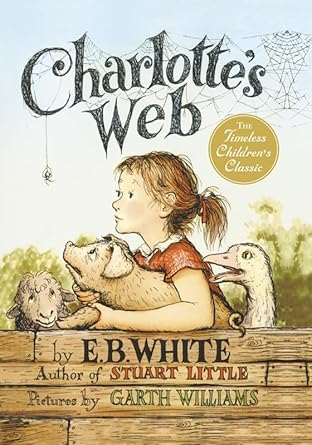 Charlotte's
Web
THE
Timeless
Children's
Classic
by E.B. WHITE
Author of STUART LITTLE
Pictures by GARTH WILLIAMS